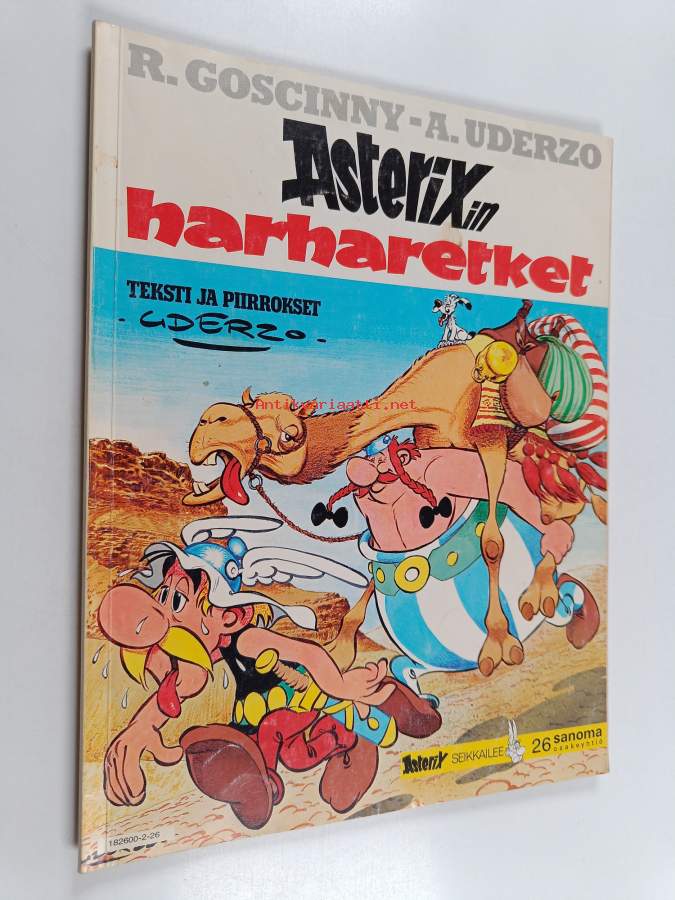 R. GOSCINNY-A. UDERZO
Asterixin
harharetket
TEKSTI JA PIIRROKSET
-UDERZO-
Antikvariaatti.net
Asterix SEIKKAILEE 26 sanoma
osakeyhtiö
182600-2-26